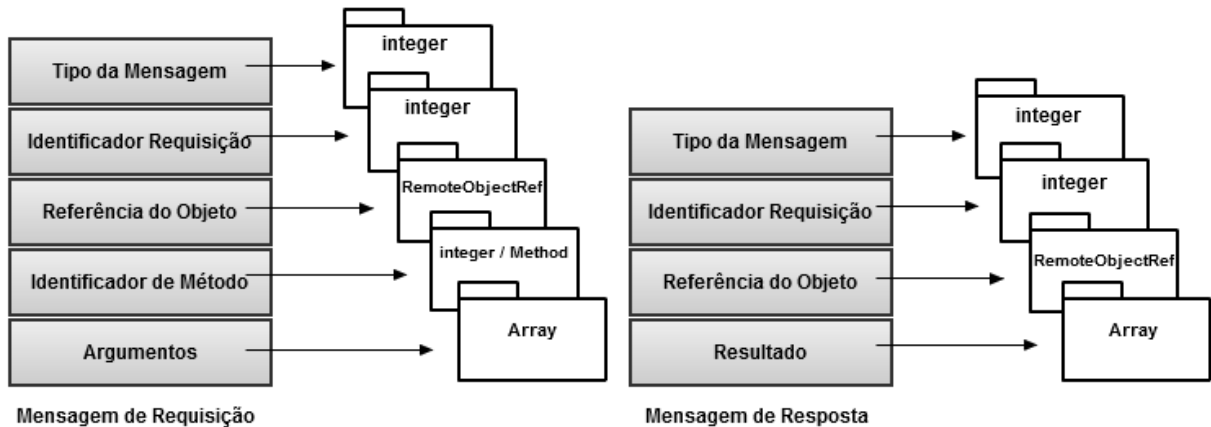 Tipo da Mensagem
integer
Identificador Requisição
integer
Referência do Objeto
RemoteObjectRef
Identificador de Método
integer / Method
Argumentos
Array
Mensagem de Requisição
Tipo da Mensagem
integer
Identificador Requisição
integer
Referência do Objeto
RemoteObjectRef
Resultado
Array
Mensagem de Resposta